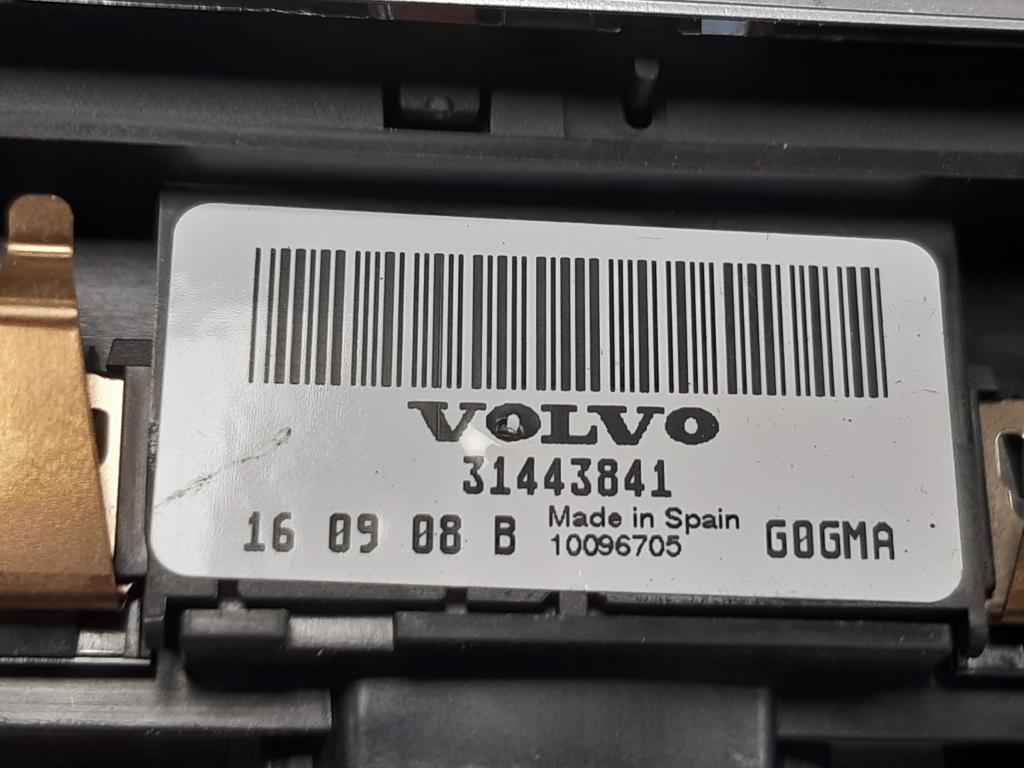 VOLVO
31443841
16 09 08 B Made in Spain G0GMA
10096705